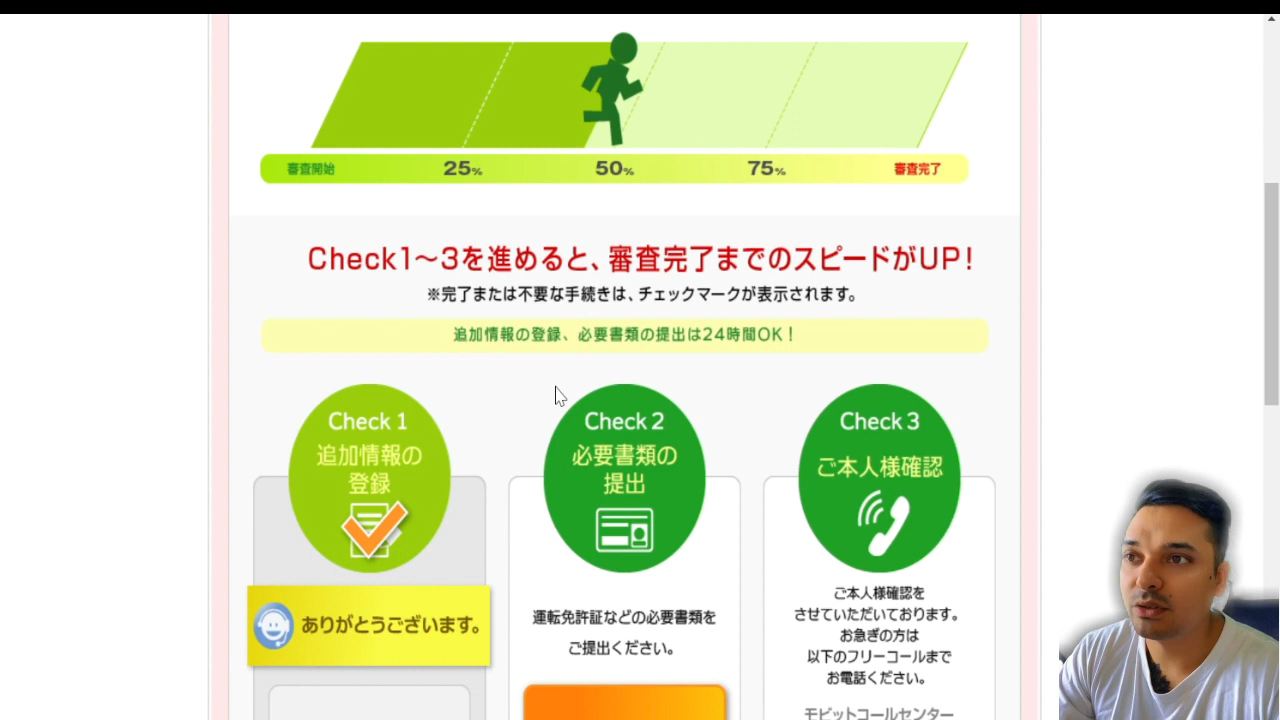 審査開始 25% 50% 75% 審査完了
Check1～3を進めると、審査完了までのスピードがUP!
※完了または不要な手続きは、チェックマークが表示されます。
追加情報の登録、必要書類の提出は24時間OK!
Check 1
追加情報の
登録
ありがとうございます。
Check 2
必要書類の
提出
運転免許証などの必要書類を
ご提出ください。
Check 3
ご本人様確認
ご本人様確認を
させていただいております。
お急ぎの方は
以下のフリーコールまで
お電話ください。
モビットコールセンター